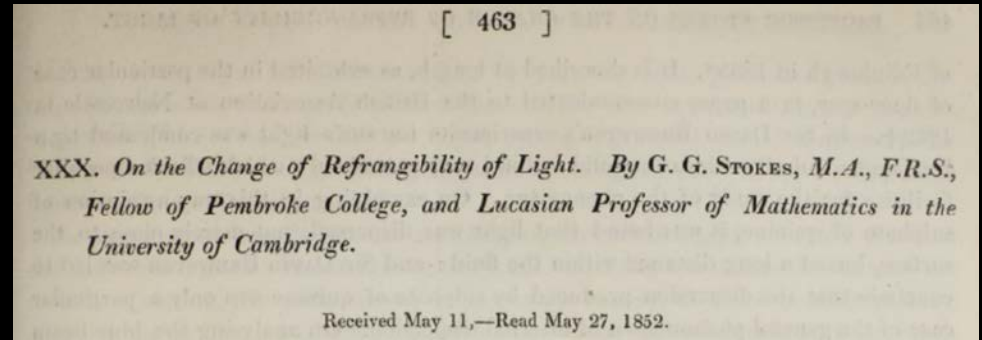 [ 463 ]
XXX. On the Change of Refrangibility of Light. By G. G. STOKES, M.A., F.R.S.,
Fellow of Pembroke College, and Lucasian Professor of Mathematics in the
University of Cambridge.
Received May 11,—Read May 27, 1852.